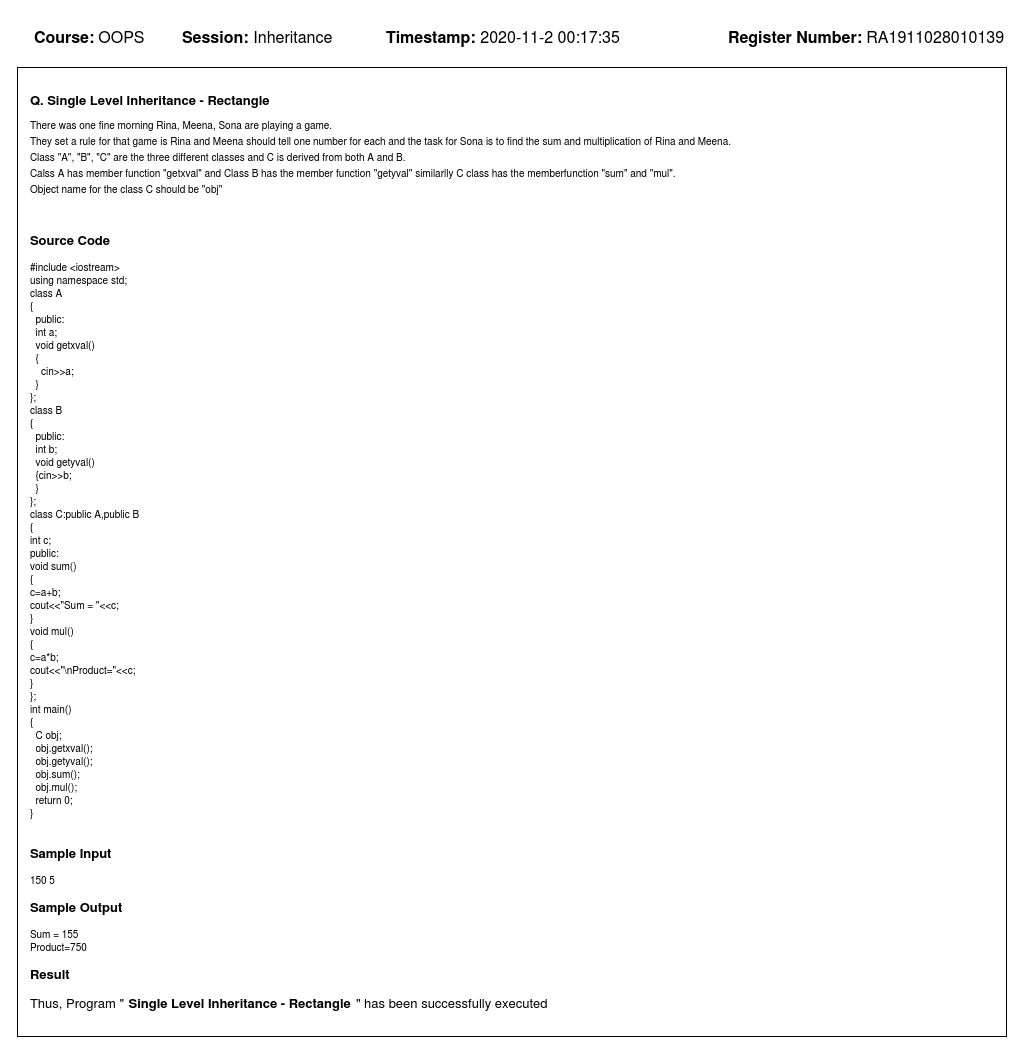 Course: OOPS Session: Inheritance Timestamp: 2020-11-2 00:17:35 Register Number: RA1911028010139
Q. Single Level Inheritance - Rectangle
There was one fine morning Rina, Meena, Sona are playing a game.
They set a rule for that game is Rina and Meena should tell one number for each and the task for Sona is to find the sum and multiplication of Rina and Meena.
Class "A", "B", "C" are the three different classes and C is derived from both A and B.
Calss A has member function "getxval" and Class B has the member function "getyval" similarlly C class has the memberfunction "sum" and "mul".
Object name for the class C should be "obj"
Source Code
#include <iostream>
using namespace std;
class A
{
  public:
  int a;
  void getxval()
  {
    cin>>a;
  }
};
class B
{
  public:
  int b;
  void getyval()
  {cin>>b;
  }
};
class C:public A,public B
{
int c;
public:
void sum()
{
c=a+b;
cout<<"Sum = "<<c;
}
void mul()
{
c=a*b;
cout<<"\nProduct="<<c;
}
};
int main()
{
  C obj;
  obj.getxval();
  obj.getyval();
  obj.sum();
  obj.mul();
  return 0;
}
Sample Input
150 5
Sample Output
Sum = 155
Product=750
Result
Thus, Program " Single Level Inheritance - Rectangle " has been successfully executed